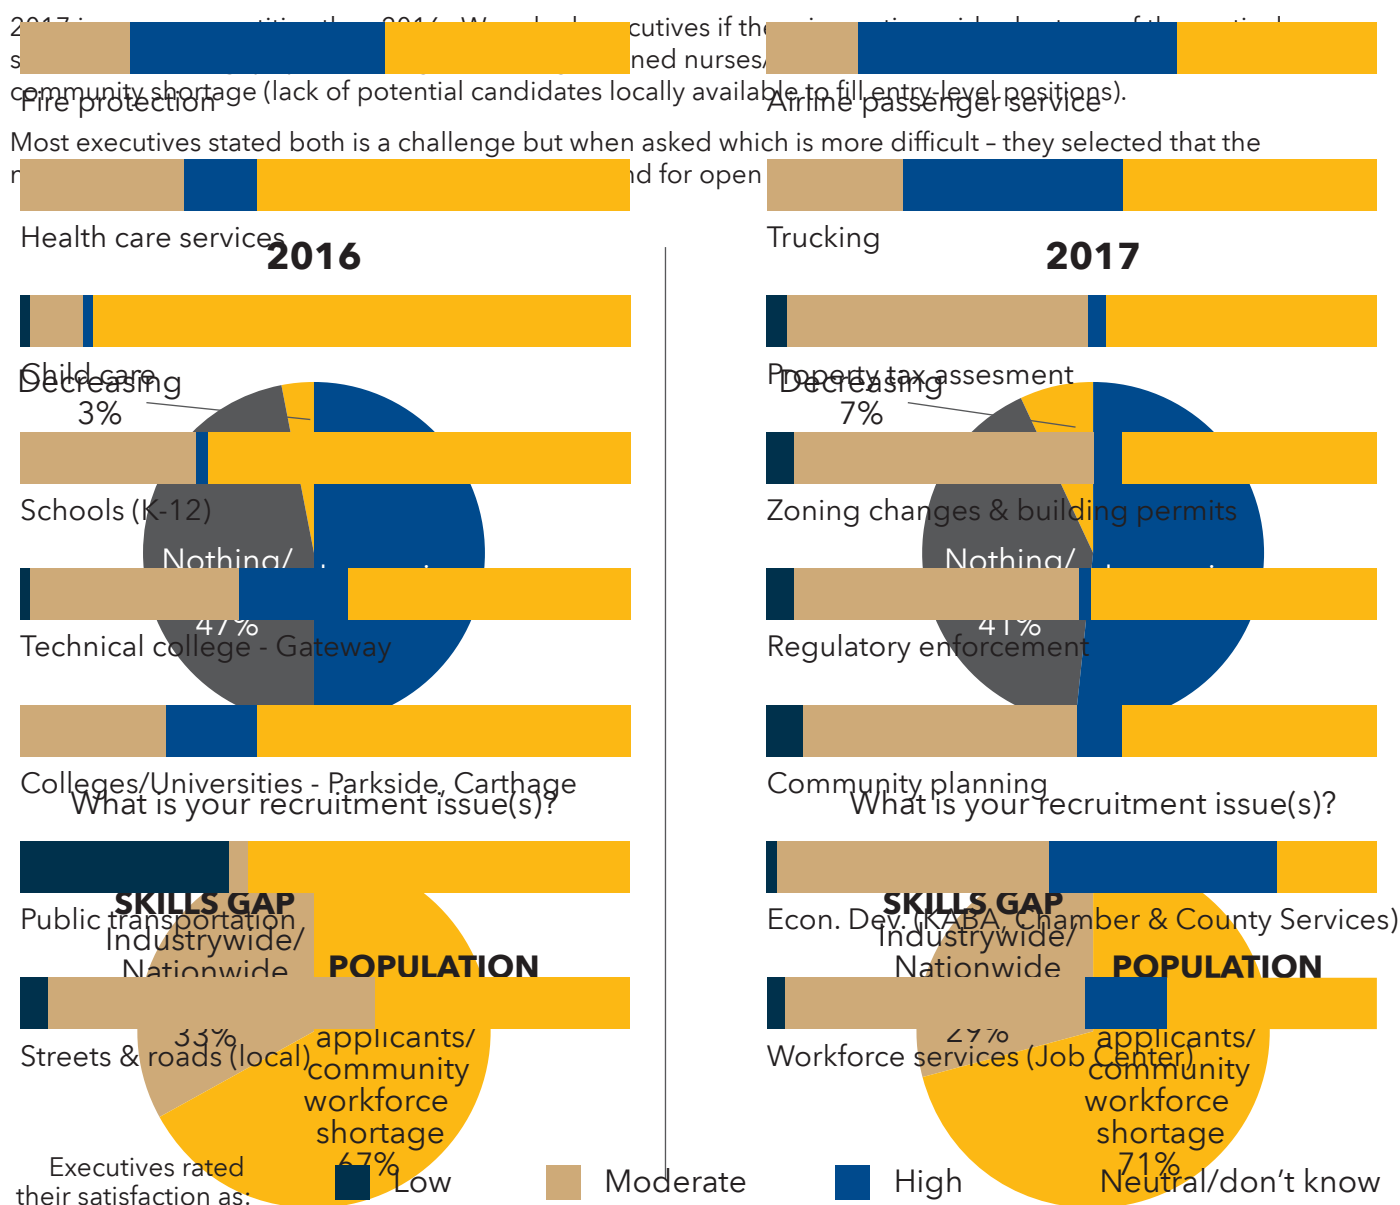 community shortage (lack of potential candidates locally available to fill entry-level positions).
Most executives stated both is a challenge but when asked which is more difficult – they selected that the
nd for open
Fire protection
Airline passenger service
Health care services
Trucking
2016
2017
Child care
Property tax assesment
Decreasing
3%
Decreasing
7%
Schools (K-12)
Zoning changes & building permits
Nothing/
47%
Nothing/
41%
Technical college - Gateway
Regulatory enforcement
Colleges/Universities - Parkside, Carthage
Community planning
What is your recruitment issue(s)?
What is your recruitment issue(s)?
SKILLS GAP
Industrywide/
Nationwide
33%
SKILLS GAP
Industrywide/
Nationwide
29%
Public transportation
Econ. Dev. (KABA, Chamber & County Services)
POPULATION
applicants/
community
workforce
shortage
67%
POPULATION
applicants/
community
workforce
shortage
71%
Streets & roads (local)
Workforce services (Job Center)
Executives rated
their satisfaction as:
Low
Moderate
High
Neutral/don't know